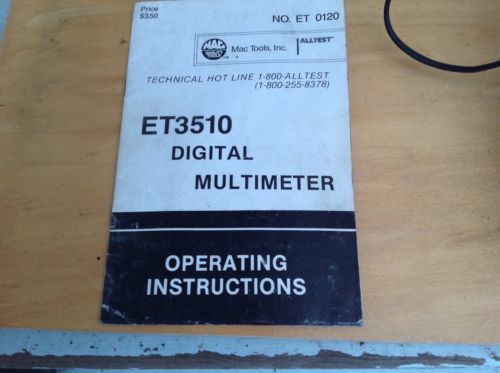 Price
$3.50
NO. ET 0120
MAC
Mac Tools, Inc.
ALLTEST
TECHNICAL HOT LINE 1-800-ALLTEST
(1-800-255-8378)
ET3510
DIGITAL
MULTIMETER
OPERATING
INSTRUCTIONS